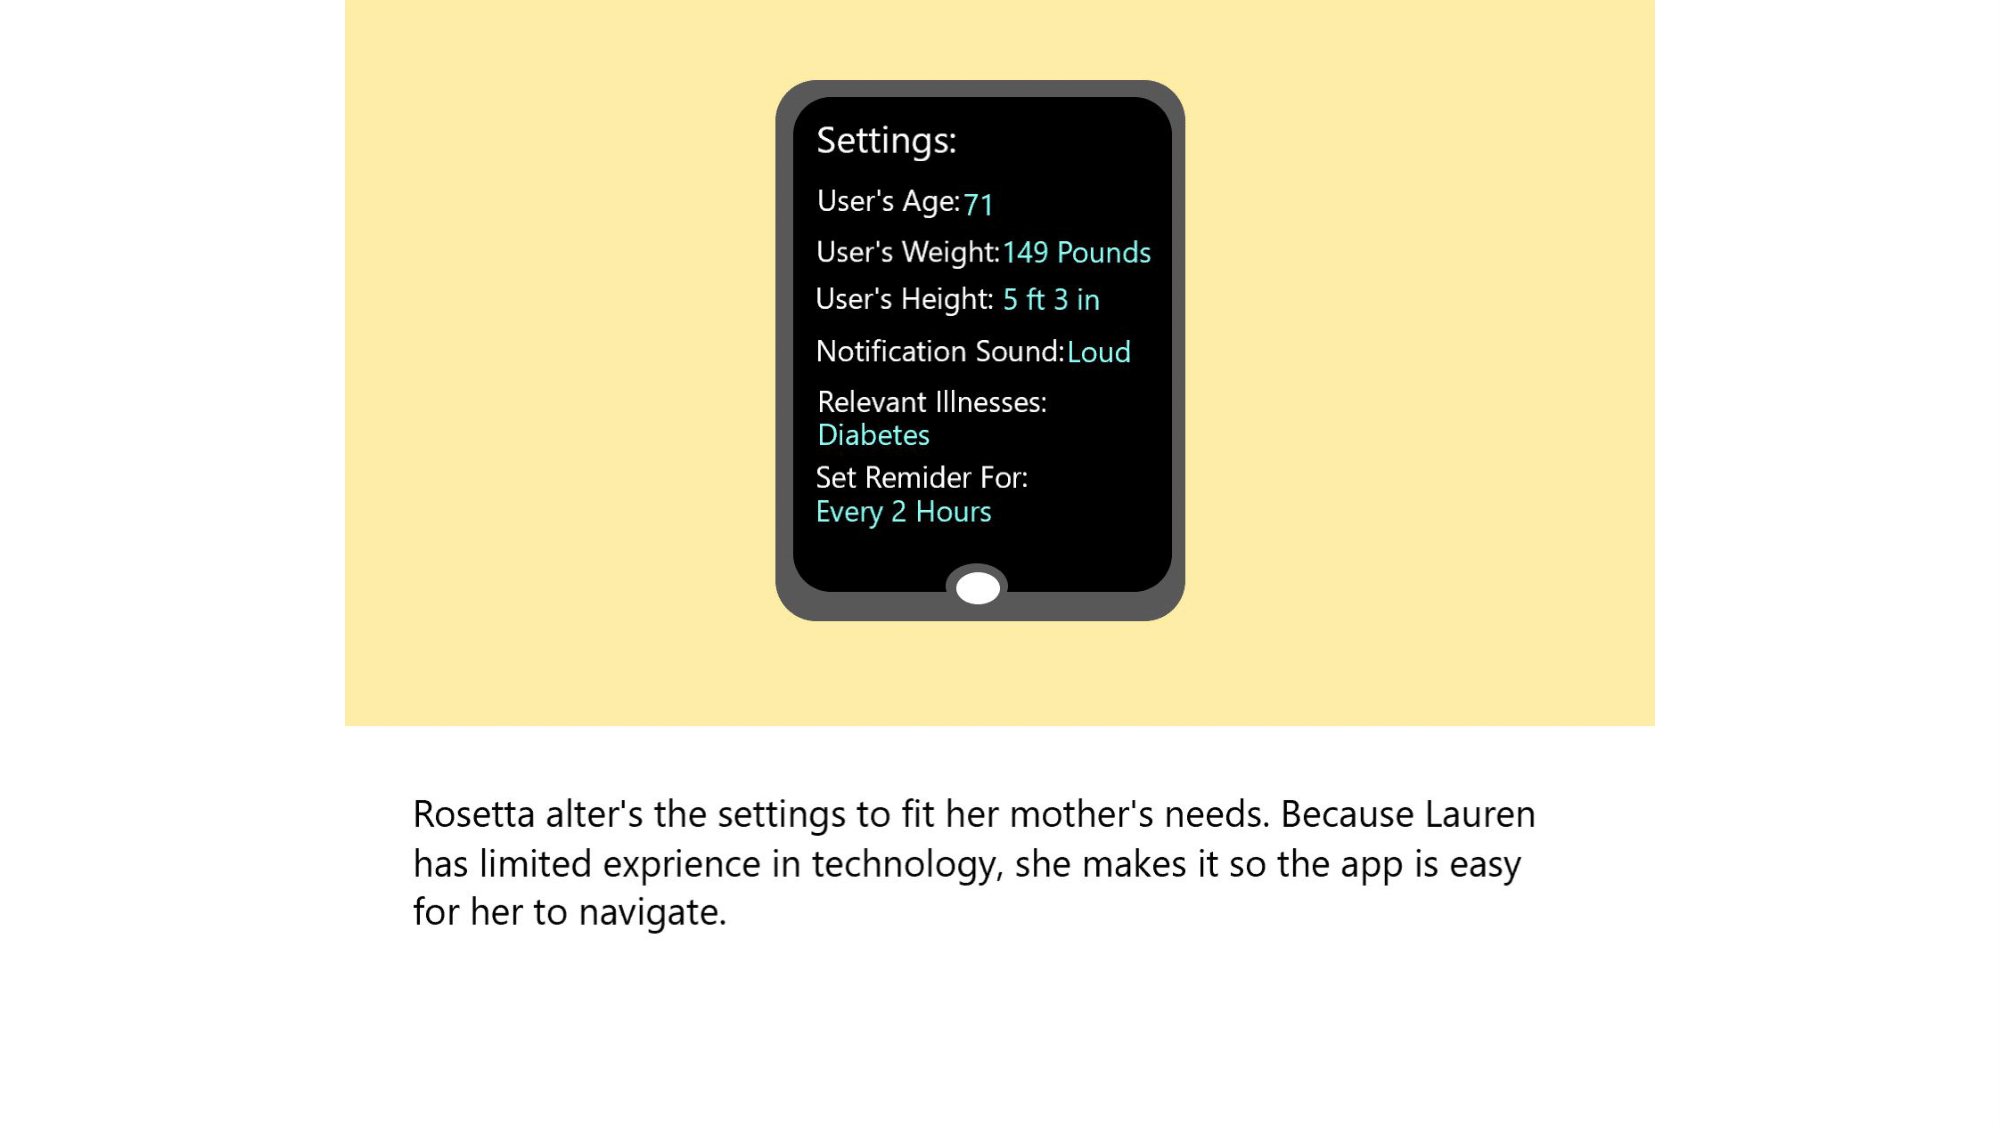 Settings:
User's Age: 71
User's Weight: 149 Pounds
User's Height: 5 ft 3 in
Notification Sound: Loud
Relevant Illnesses:
Diabetes
Set Remider For:
Every 2 Hours
Rosetta alter's the settings to fit her mother's needs. Because Lauren
has limited exprience in technology, she makes it so the app is easy
for her to navigate.